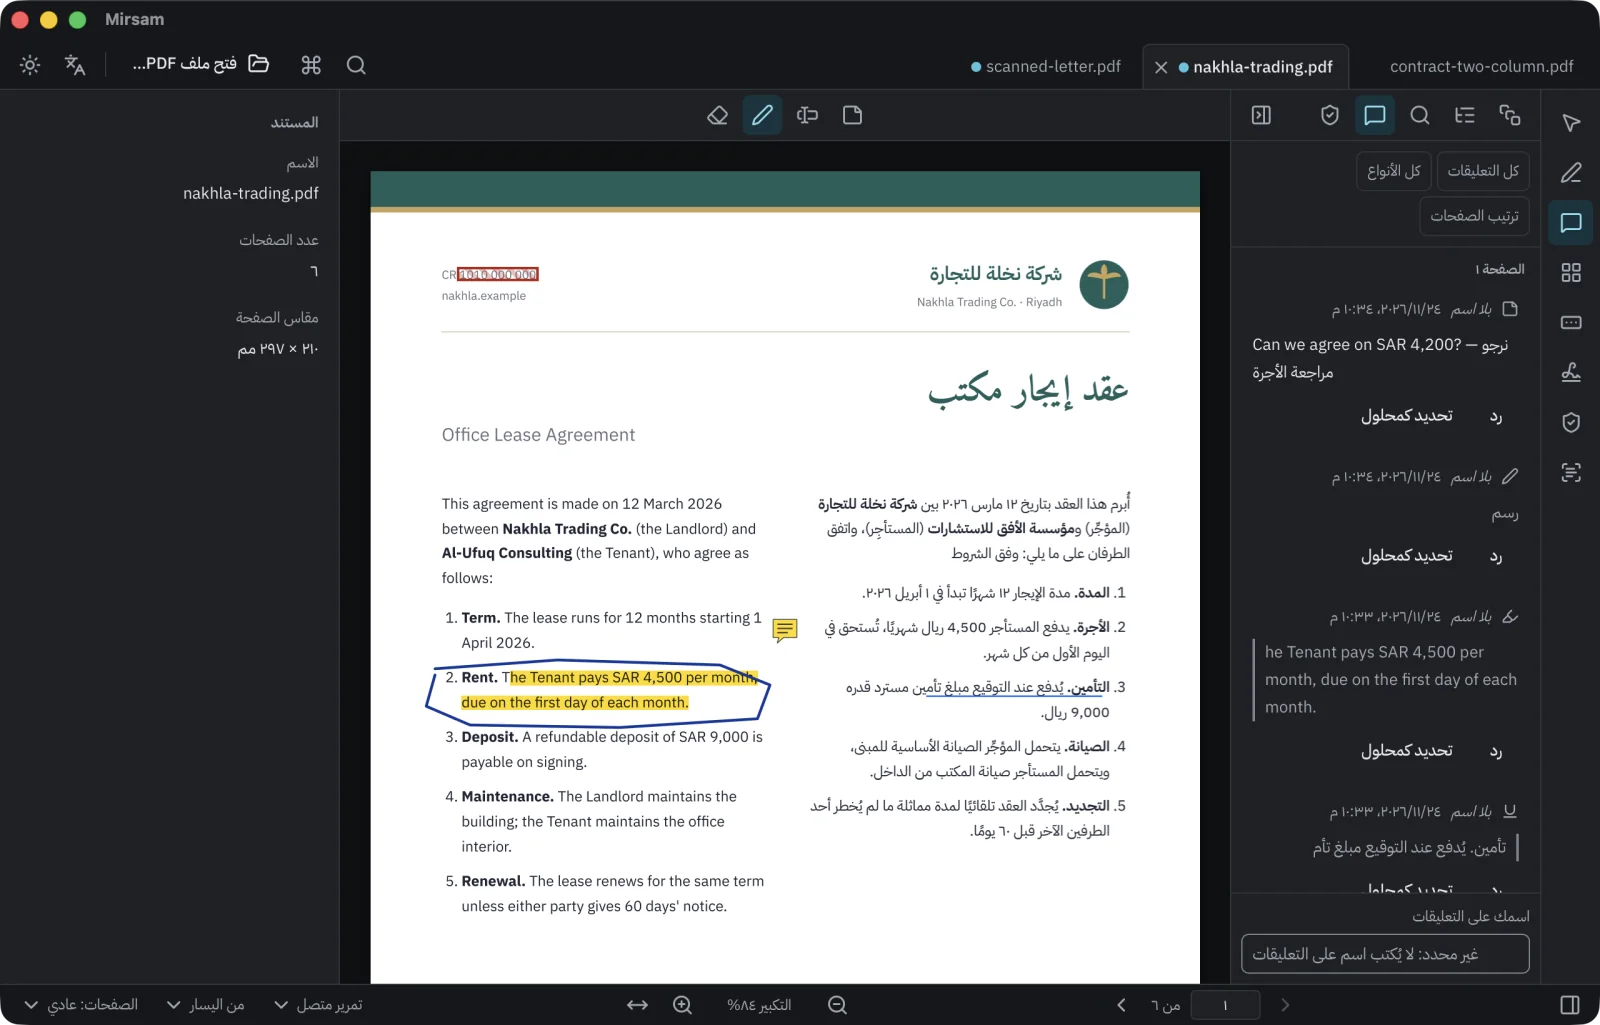 Mirsam
فتح ملف PDF...
scanned-letter.pdf
nakhla-trading.pdf
contract-two-column.pdf
المستند
الاسم
nakhla-trading.pdf
عدد الصفحات
٦
مقاس الصفحة
٢١٠ × ٢٩٧ مم
CR
nakhla.example
شركة نخلة للتجارة
Nakhla Trading Co. · Riyadh
عقد إيجار مكتب
Office Lease Agreement
This agreement is made on 12 March 2026
between Nakhla Trading Co. (the Landlord) and
Al-Ufuq Consulting (the Tenant), who agree as
follows:
1. Term. The lease runs for 12 months starting 1
April 2026.
2. Rent. The Tenant pays SAR 4,500 per month,
due on the first day of each month.
3. Deposit. A refundable deposit of SAR 9,000 is
payable on signing.
4. Maintenance. The Landlord maintains the
building; the Tenant maintains the office
interior.
5. Renewal. The lease renews for the same term
unless either party gives 60 days' notice.
أُبرم هذا العقد بتاريخ ١٢ مارس ٢٠٢٦ بين شركة نخلة للتجارة
(المؤجِّر) ومؤسسة الأفق للاستشارات (المستأجِر)، واتفق
الطرفان على ما يلي: وفق الشروط
1. المدة. مدة الإيجار ١٢ شهرًا تبدأ في ١ أبريل ٢٠٢٦.
2. الأجرة. يدفع المستأجر 4,500 ريال شهريًا، تُستحق في
اليوم الأول من كل شهر.
3. التأمين. يُدفع عند التوقيع مبلغ تأمين مسترد قدره
9,000 ريال.
4. الصيانة. يتحمل المؤجِّر الصيانة الأساسية للمبنى،
ويتحمل المستأجر صيانة المكتب من الداخل.
5. التجديد. يُجدَّد العقد تلقائيًا لمدة مماثلة ما لم يُخطر أحد
الطرفين الآخر قبل ٦٠ يومًا.
كل التعليقات
كل الأنواع
ترتيب الصفحات
الصفحة ١
بلا اسم ٢٠٢٦/١١/٢٤، ١٠:٣٤ م
Can we agree on SAR 4,200? — نرجو
مراجعة الأجرة
رد تحديد كمحلول
بلا اسم ٢٠٢٦/١١/٢٤، ١٠:٣٤ م
رسم
رد تحديد كمحلول
بلا اسم ٢٠٢٦/١١/٢٤، ١٠:٣٣ م
he Tenant pays SAR 4,500 per
month, due on the first day of each
month.
رد تحديد كمحلول
بلا اسم ٢٠٢٦/١١/٢٤، ١٠:٣٣ م
تأمين. يُدفع عند التوقيع مبلغ تأم
رد تحديد كمحلول
اسمك على التعليقات
غير محدد: لا يُكتب اسم على التعليقات
الصفحات: عادي
من اليسار
تمرير متصل
التكبير ٨٤%
من ٦
١